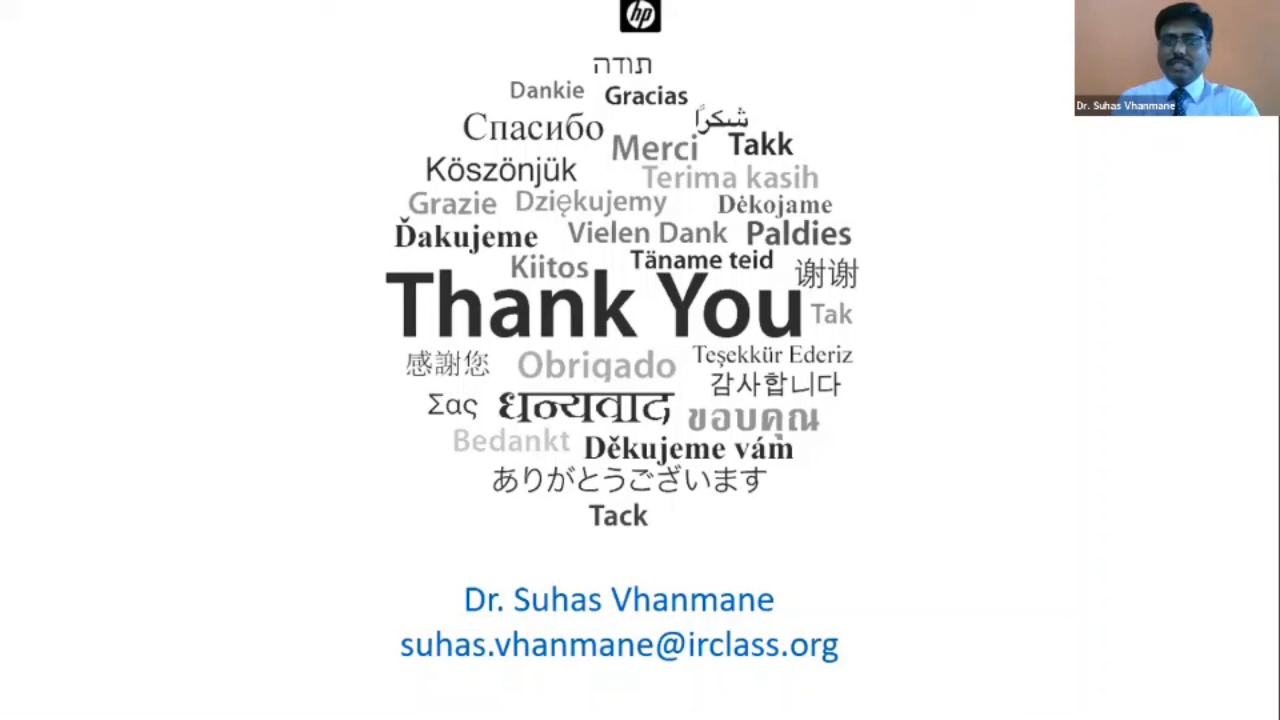 hp
תודה
Dankie Gracias
Спасибо شكرًا
Merci Takk
Köszönjük Terima kasih
Grazie Dziękujemy Dėkojame
Ďakujeme Vielen Dank Paldies
Kiitos Täname teid 谢谢
Thank You Tak
感謝您 Obrigado Teşekkür Ederiz
감사합니다
Σας धन्यवाद ขอบคุณ
Bedankt Děkujeme vám
ありがとうございます
Tack
Dr. Suhas Vhanmane
suhas.vhanmane@irclass.org
Dr. Suhas Vhanmane